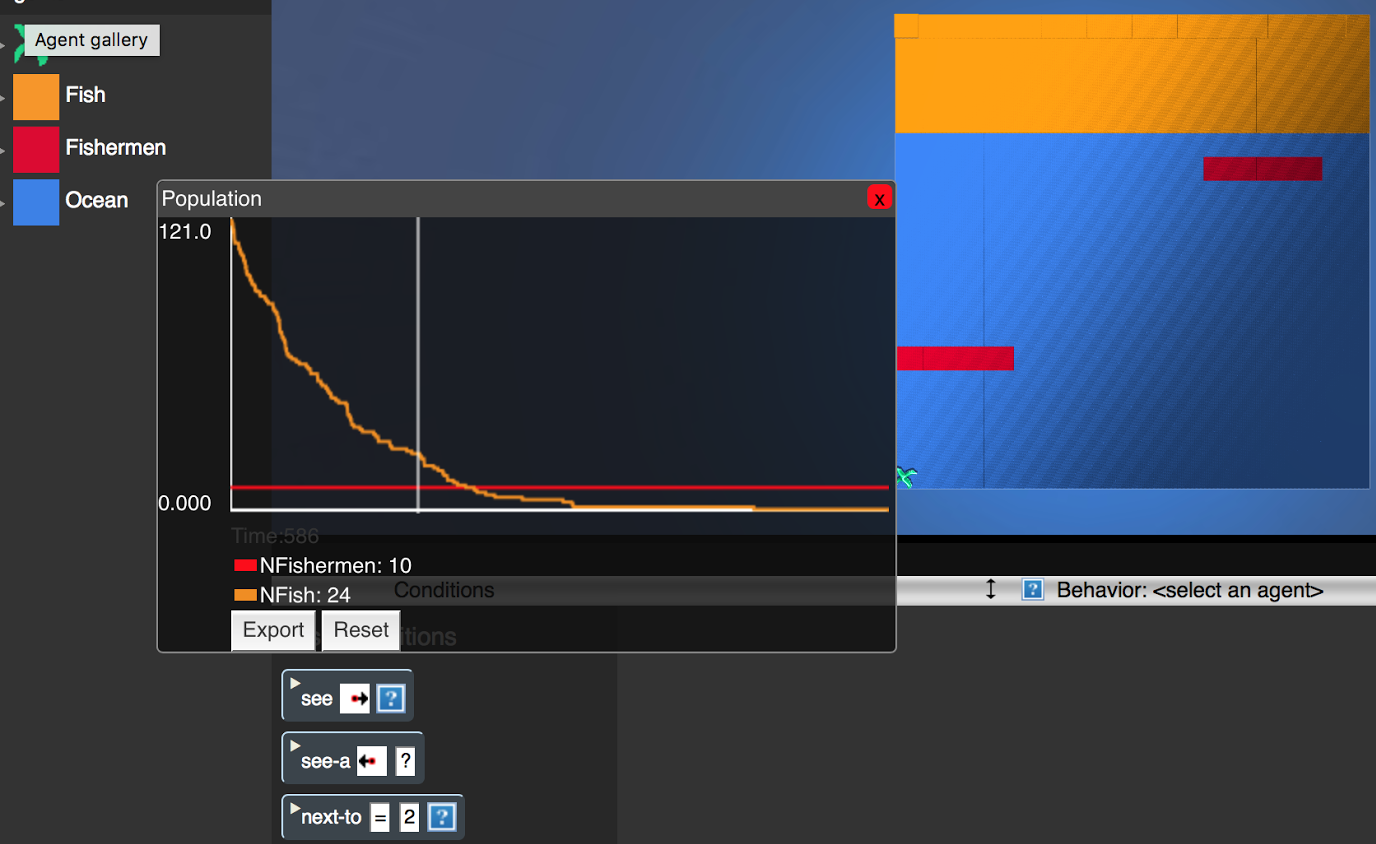 Agent gallery
Fish
Fishermen
Ocean
Population
x
121.0
0.000
Time:586
NFishermen: 10
NFish: 24
Export Reset
Conditions
? Behavior: <select an agent>
see ?
see-a ?
next-to = 2 ?